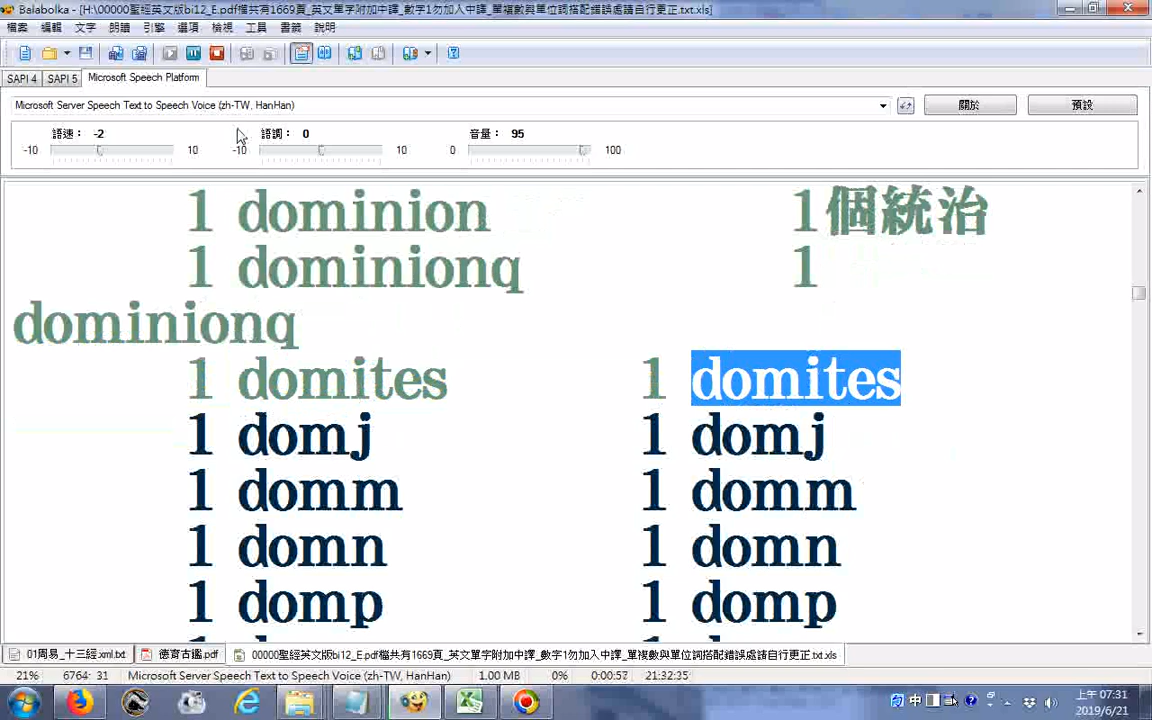 Balabolka - [H:\00000聖經英文版bi12_E.pdf檔共有1669頁_英文單字附加中譯_數字1勿加入中譯_單複數與單位詞搭配錯誤處請自行更正.txt.xls]
檔案 編輯 文字 朗讀 引擎 選項 檢視 工具 書籤 說明
SAPI 4 SAPI 5 Microsoft Speech Platform
Microsoft Server Speech Text to Speech Voice (zh-TW, HanHan) 關於 預設
語速： -2 語調： 0 音量： 95
-10 10 -10 10 0 100
1 dominion 1個統治
1 dominionq 1
dominionq
1 domites 1 domites
1 domj 1 domj
1 domm 1 domm
1 domn 1 domn
1 domp 1 domp
01周易_十三經.xml.txt 德育古鑑.pdf 00000聖經英文版bi12_E.pdf檔共有1669頁_英文單字附加中譯_數字1勿加入中譯_單複數與單位詞搭配錯誤處請自行更正.txt.xls
21% 6764: 31 Microsoft Server Speech Text to Speech Voice (zh-TW, HanHan) 1.00 MB 0% 0:00:57 21:32:35
中 上午 07:31
2019/6/21